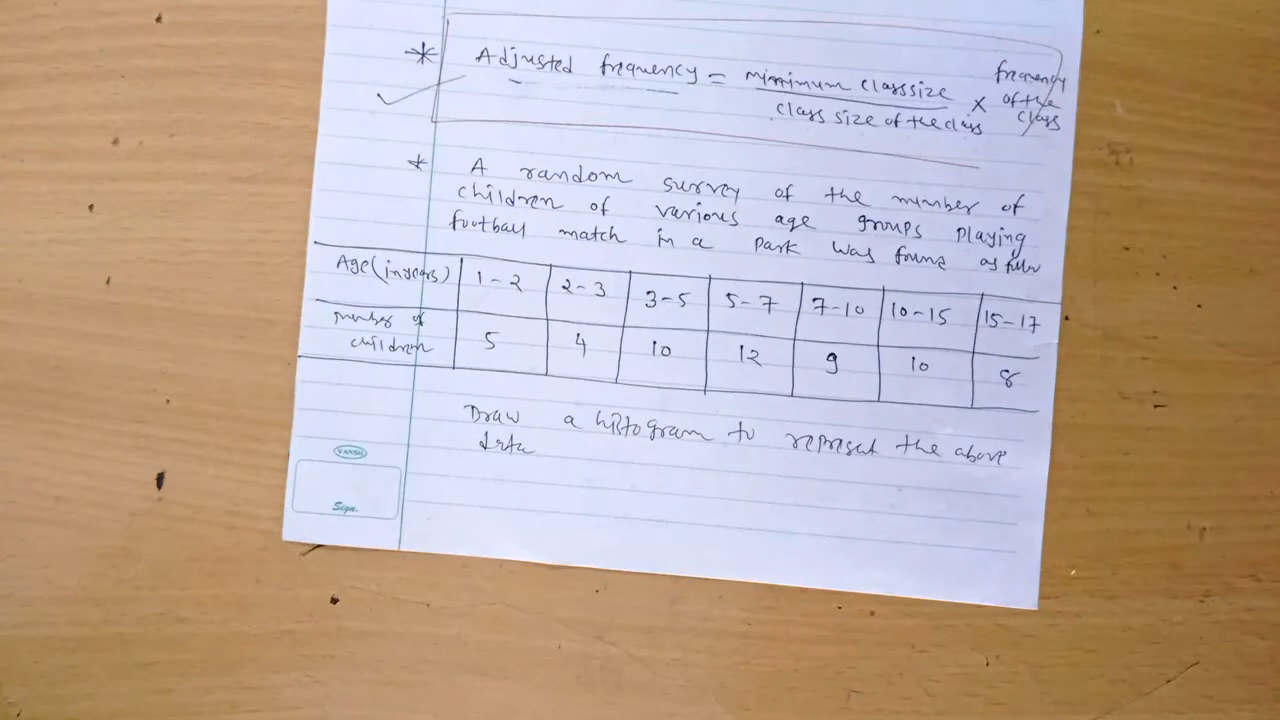 * Adjusted frequency = minimum class size / class size of the class × frequency of the class
* A random survey of the number of
children of various age groups playing
football match in a park was found as
Age (in years) 1-2 2-3 3-5 5-7 7-10 10-15 15-17
number of children 5 4 10 12 9 10 8
Draw a histogram to represent the above
data
VANSH
Sign.